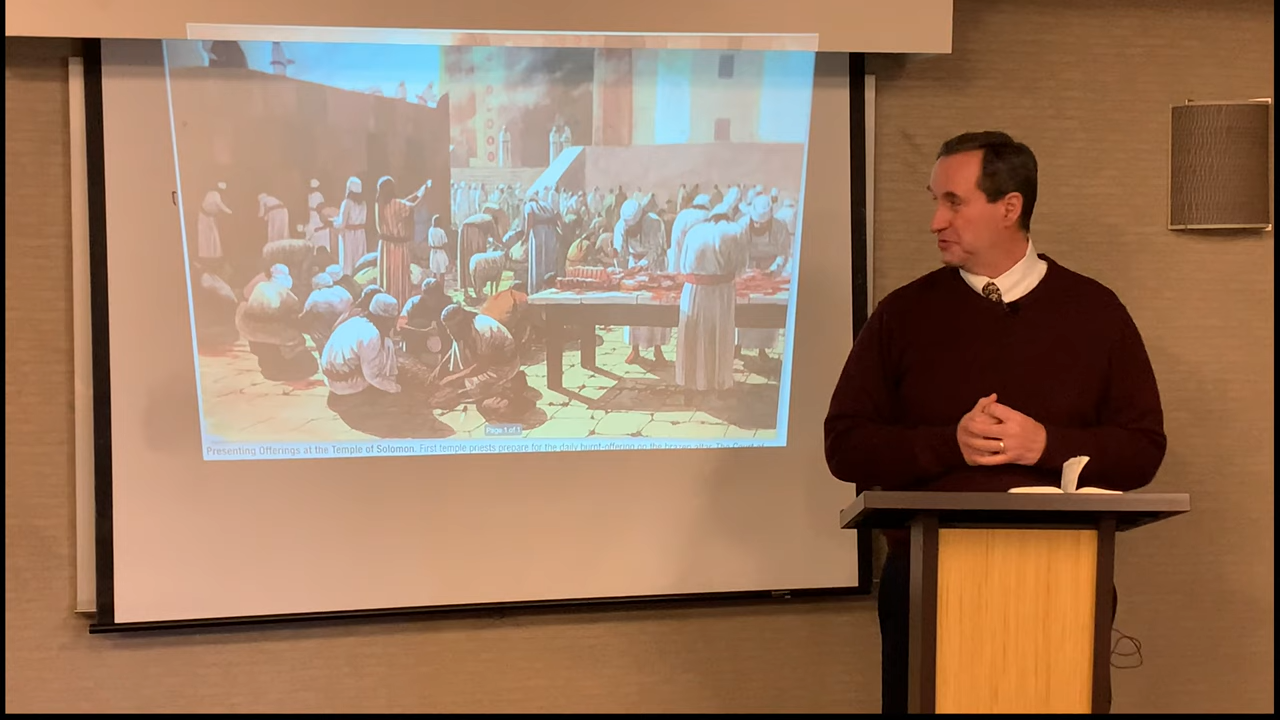 Page 1 of 1
Presenting Offerings at the Temple of Solomon. First temple priests prepare for the daily burnt-offering on the brazen altar. The Court of